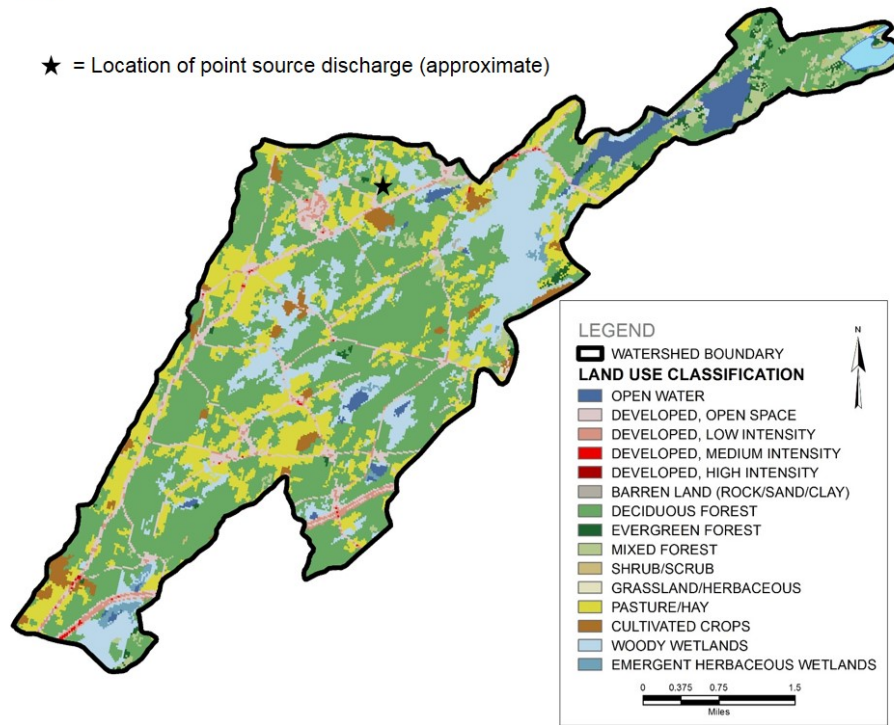 ★ = Location of point source discharge (approximate)
LEGEND
WATERSHED BOUNDARY
LAND USE CLASSIFICATION
OPEN WATER
DEVELOPED, OPEN SPACE
DEVELOPED, LOW INTENSITY
DEVELOPED, MEDIUM INTENSITY
DEVELOPED, HIGH INTENSITY
BARREN LAND (ROCK/SAND/CLAY)
DECIDUOUS FOREST
EVERGREEN FOREST
MIXED FOREST
SHRUB/SCRUB
GRASSLAND/HERBACEOUS
PASTURE/HAY
CULTIVATED CROPS
WOODY WETLANDS
EMERGENT HERBACEOUS WETLANDS
N
0 0.375 0.75 1.5
Miles